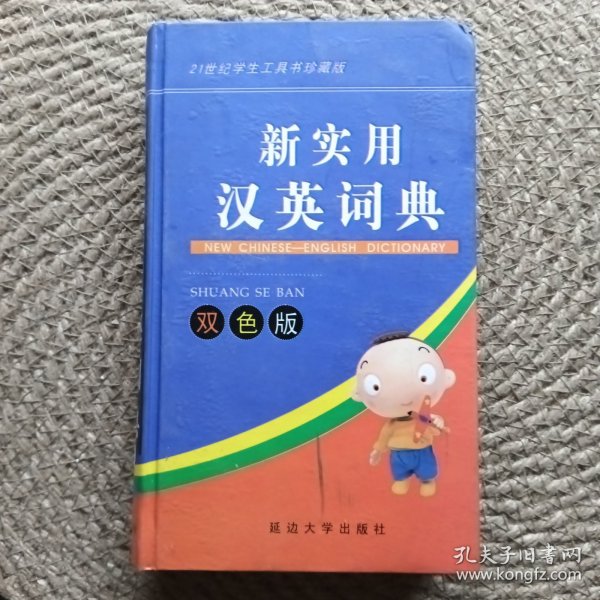 21世纪学生工具书珍藏版
新实用
汉英词典
NEW CHINESE—ENGLISH DICTIONARY
SHUANG SE BAN
双色版
延边大学出版社
孔夫子旧书网
www.kongfz.com